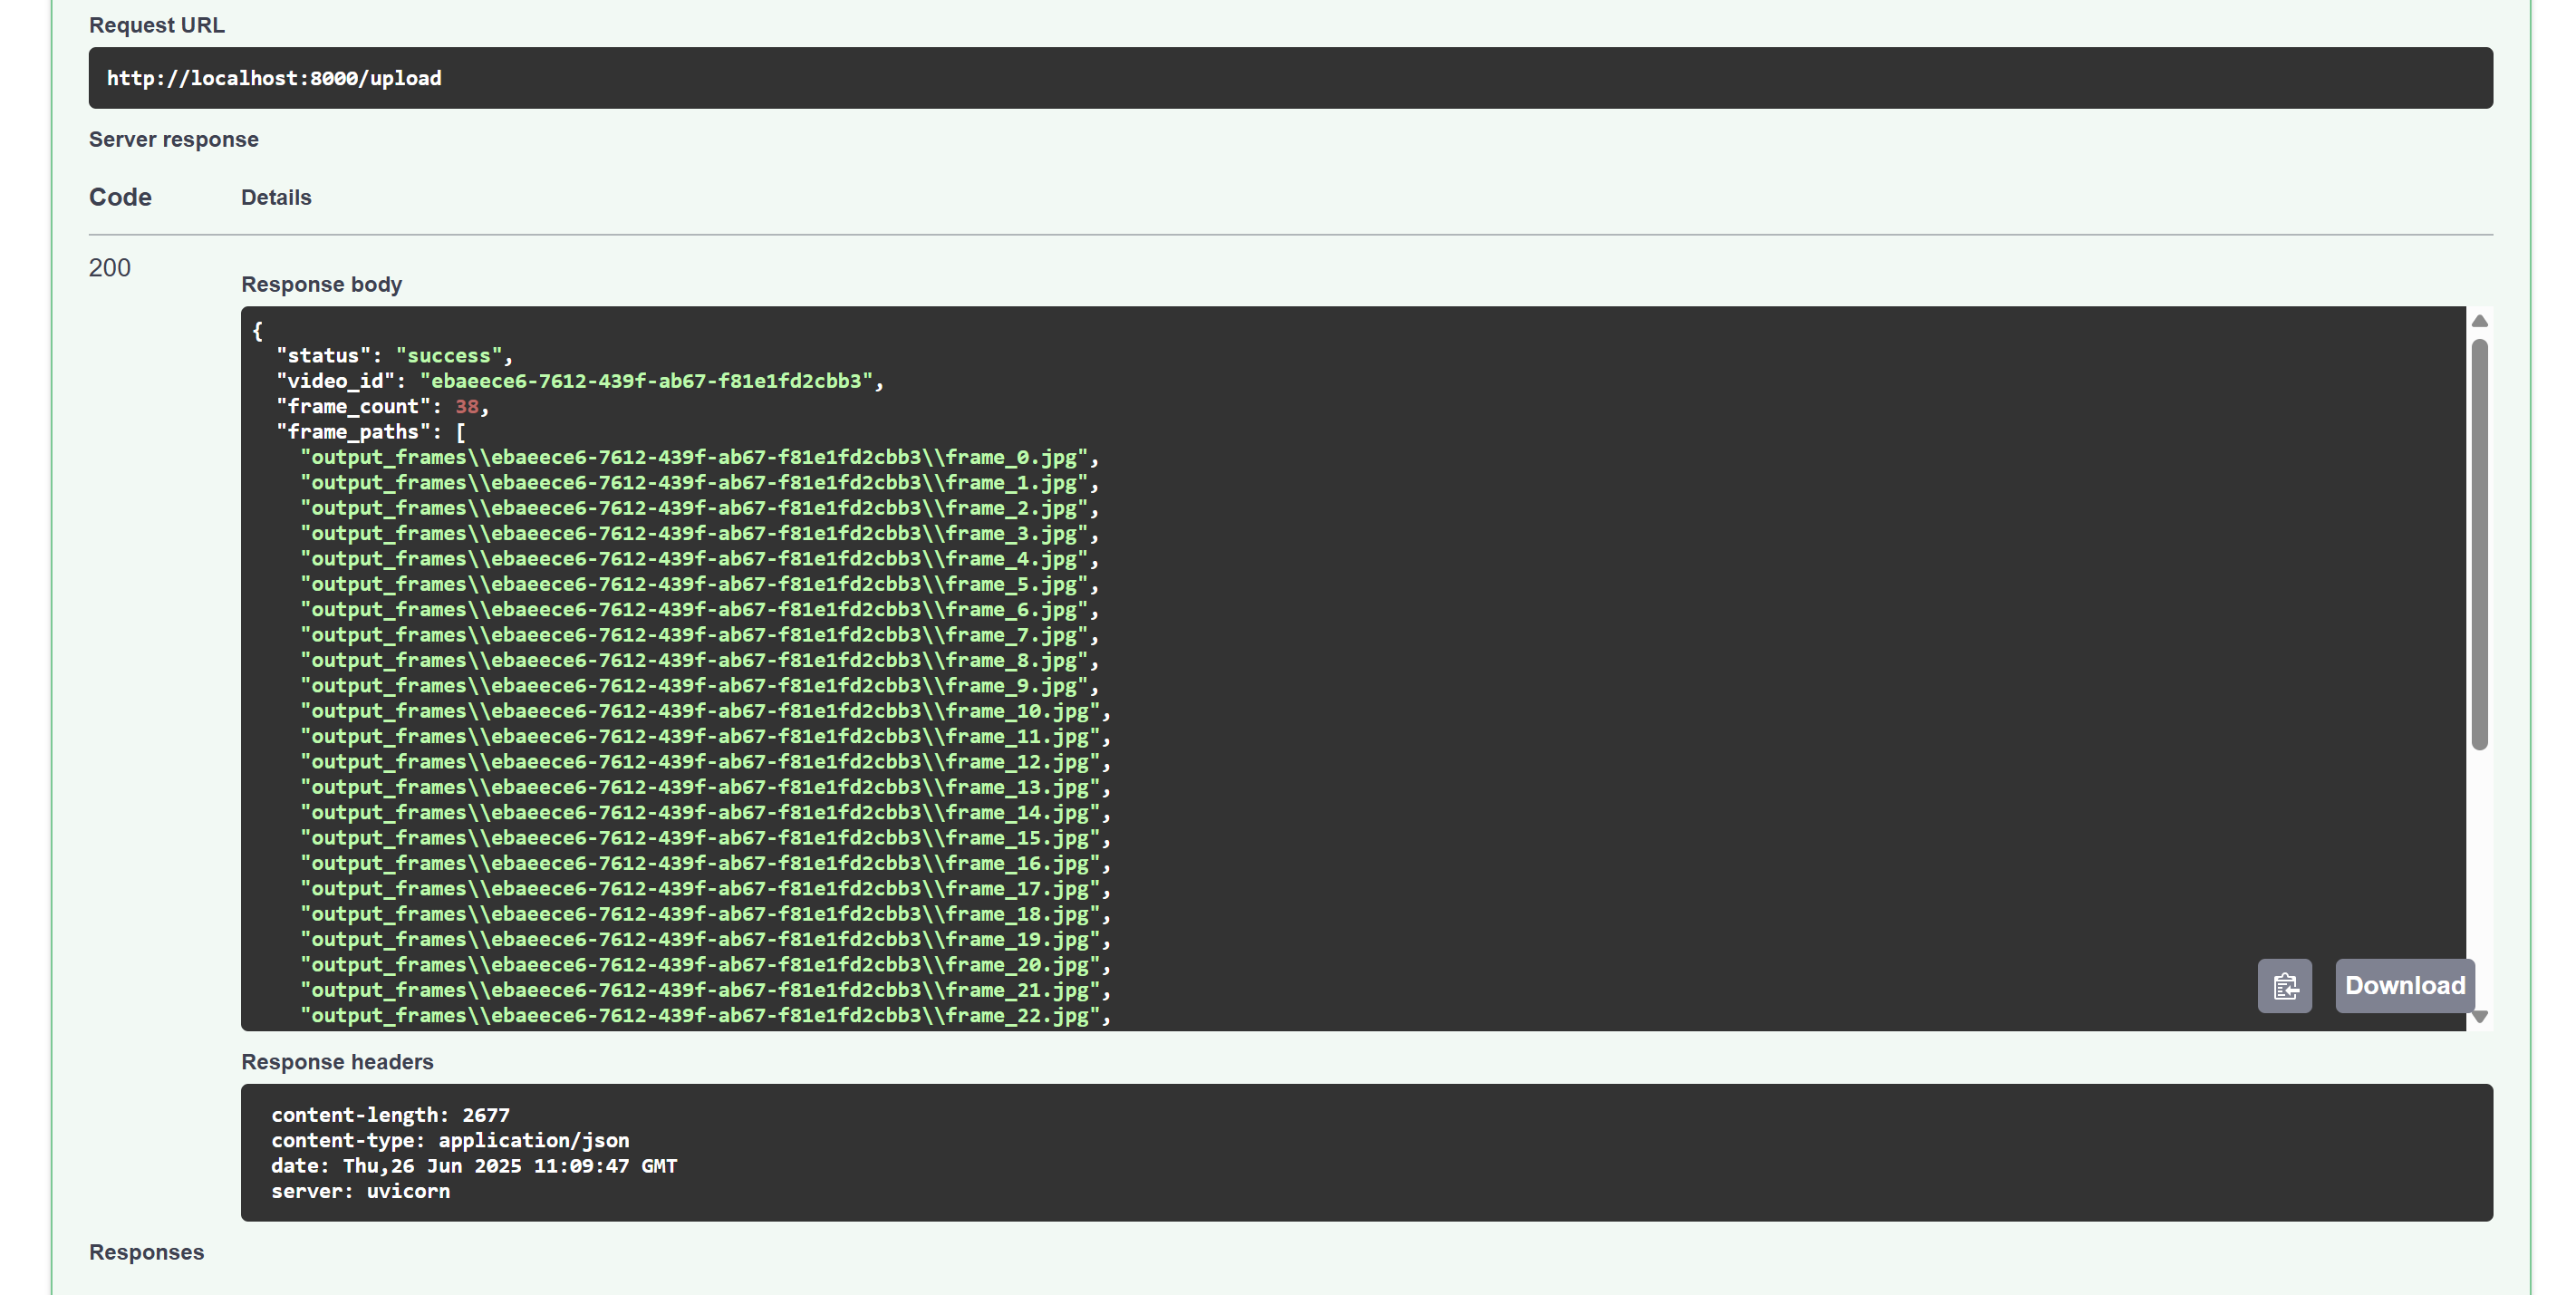 Request URL
http://localhost:8000/upload
Server response
Code Details
200
Response body
{
  "status": "success",
  "video_id": "ebaeece6-7612-439f-ab67-f81e1fd2cbb3",
  "frame_count": 38,
  "frame_paths": [
    "output_frames\\ebaeece6-7612-439f-ab67-f81e1fd2cbb3\\frame_0.jpg",
    "output_frames\\ebaeece6-7612-439f-ab67-f81e1fd2cbb3\\frame_1.jpg",
    "output_frames\\ebaeece6-7612-439f-ab67-f81e1fd2cbb3\\frame_2.jpg",
    "output_frames\\ebaeece6-7612-439f-ab67-f81e1fd2cbb3\\frame_3.jpg",
    "output_frames\\ebaeece6-7612-439f-ab67-f81e1fd2cbb3\\frame_4.jpg",
    "output_frames\\ebaeece6-7612-439f-ab67-f81e1fd2cbb3\\frame_5.jpg",
    "output_frames\\ebaeece6-7612-439f-ab67-f81e1fd2cbb3\\frame_6.jpg",
    "output_frames\\ebaeece6-7612-439f-ab67-f81e1fd2cbb3\\frame_7.jpg",
    "output_frames\\ebaeece6-7612-439f-ab67-f81e1fd2cbb3\\frame_8.jpg",
    "output_frames\\ebaeece6-7612-439f-ab67-f81e1fd2cbb3\\frame_9.jpg",
    "output_frames\\ebaeece6-7612-439f-ab67-f81e1fd2cbb3\\frame_10.jpg",
    "output_frames\\ebaeece6-7612-439f-ab67-f81e1fd2cbb3\\frame_11.jpg",
    "output_frames\\ebaeece6-7612-439f-ab67-f81e1fd2cbb3\\frame_12.jpg",
    "output_frames\\ebaeece6-7612-439f-ab67-f81e1fd2cbb3\\frame_13.jpg",
    "output_frames\\ebaeece6-7612-439f-ab67-f81e1fd2cbb3\\frame_14.jpg",
    "output_frames\\ebaeece6-7612-439f-ab67-f81e1fd2cbb3\\frame_15.jpg",
    "output_frames\\ebaeece6-7612-439f-ab67-f81e1fd2cbb3\\frame_16.jpg",
    "output_frames\\ebaeece6-7612-439f-ab67-f81e1fd2cbb3\\frame_17.jpg",
    "output_frames\\ebaeece6-7612-439f-ab67-f81e1fd2cbb3\\frame_18.jpg",
    "output_frames\\ebaeece6-7612-439f-ab67-f81e1fd2cbb3\\frame_19.jpg",
    "output_frames\\ebaeece6-7612-439f-ab67-f81e1fd2cbb3\\frame_20.jpg",
    "output_frames\\ebaeece6-7612-439f-ab67-f81e1fd2cbb3\\frame_21.jpg",
    "output_frames\\ebaeece6-7612-439f-ab67-f81e1fd2cbb3\\frame_22.jpg",
Download
Response headers
content-length: 2677
content-type: application/json
date: Thu,26 Jun 2025 11:09:47 GMT
server: uvicorn
Responses